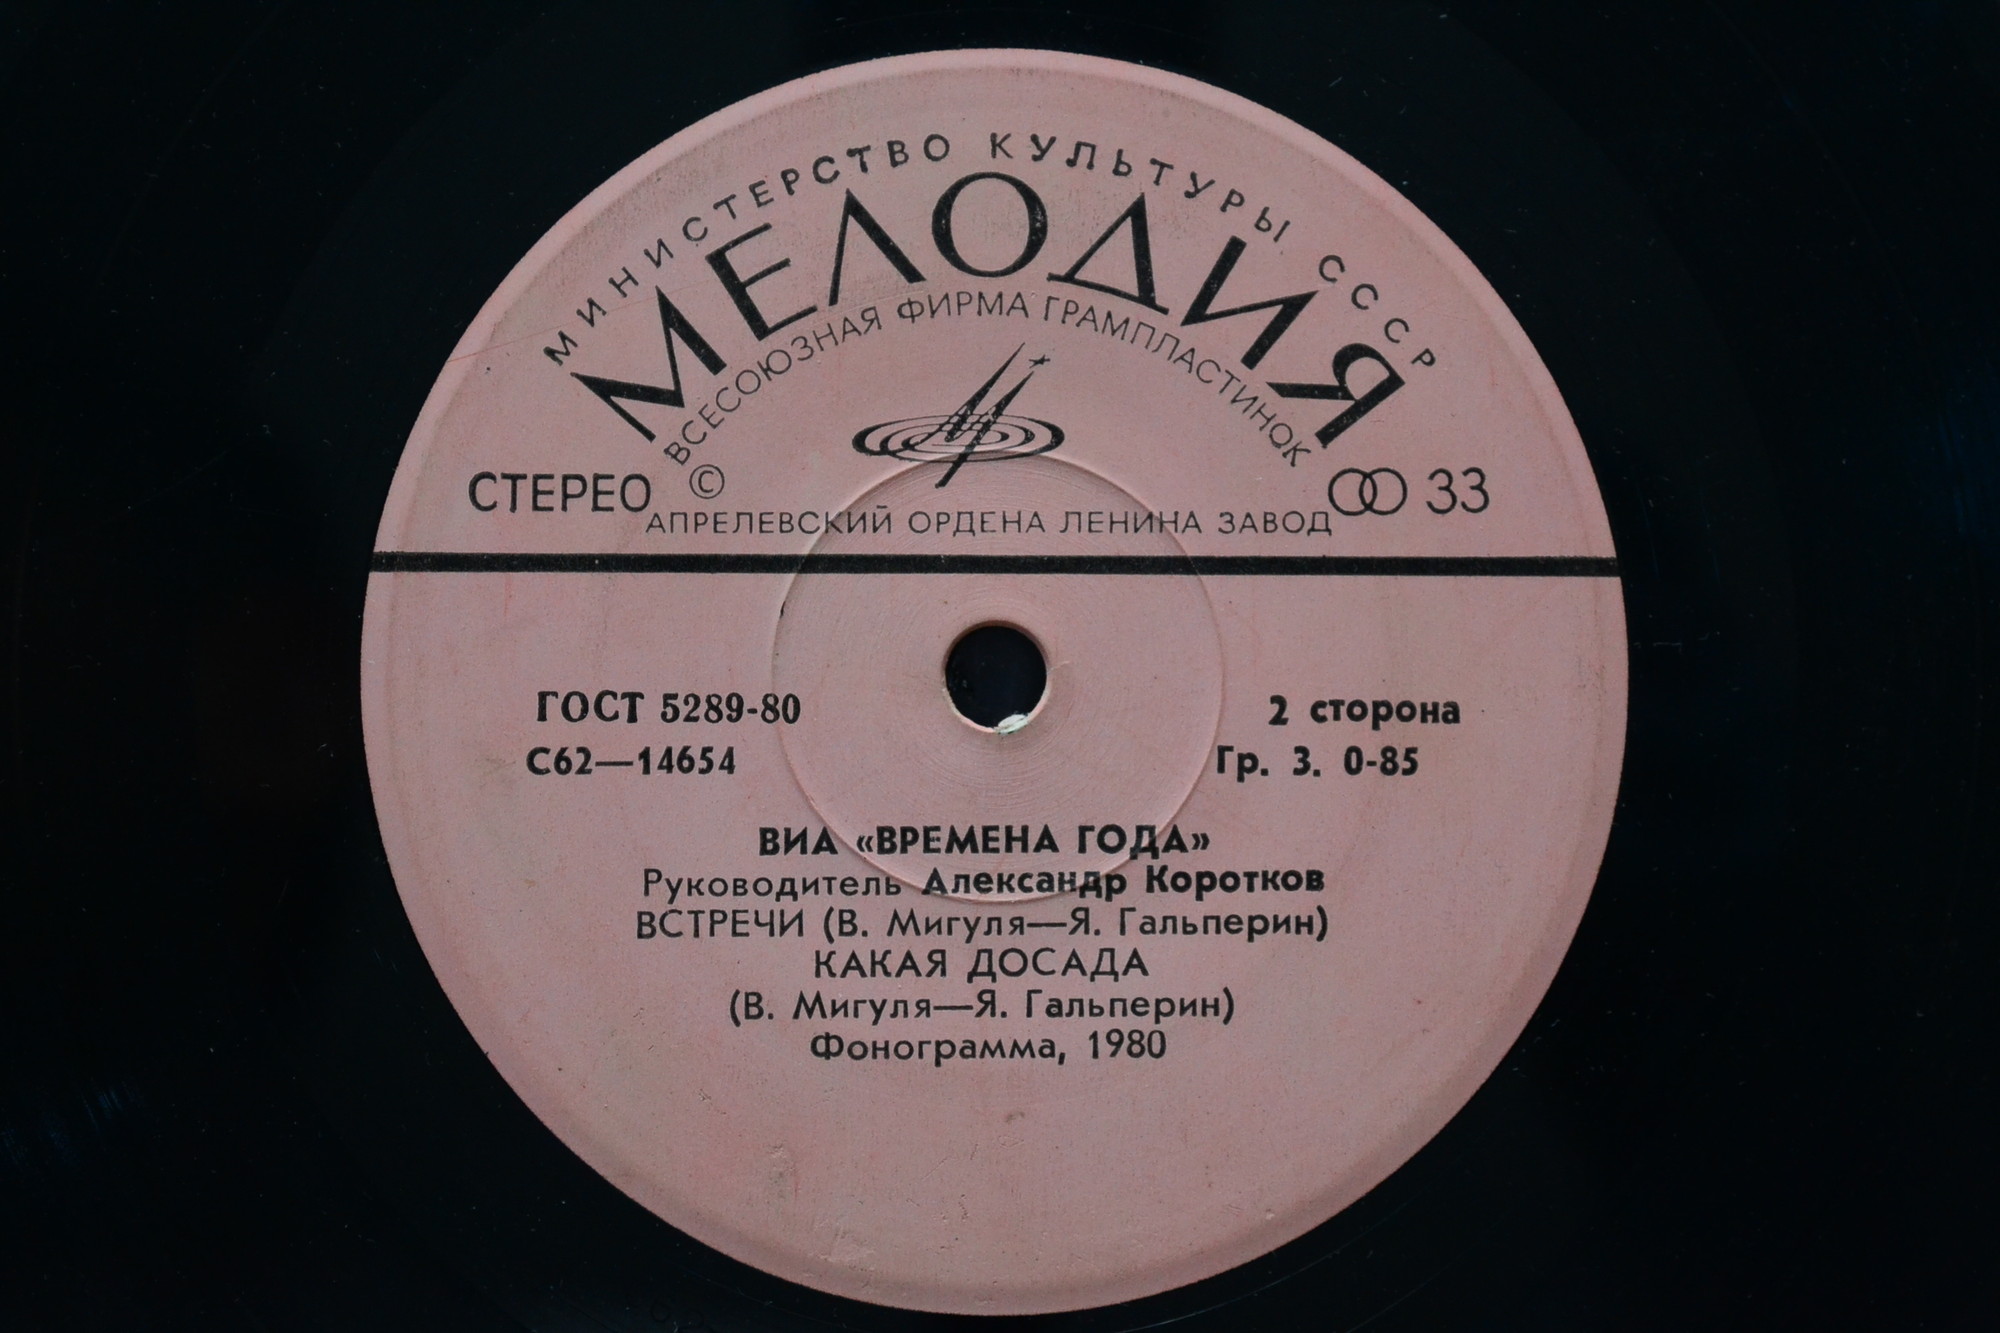 МИНИСТЕРСТВО КУЛЬТУРЫ СССР
МЕЛОДИЯ
ВСЕСОЮЗНАЯ ФИРМА ГРАМПЛАСТИНОК
СТЕРЕО © 33
АПРЕЛЕВСКИЙ ОРДЕНА ЛЕНИНА ЗАВОД
ГОСТ 5289-80 2 сторона
С62—14654 Гр. 3. 0-85
ВИА «ВРЕМЕНА ГОДА»
Руководитель Александр Коротков
ВСТРЕЧИ (В. Мигуля—Я. Гальперин)
КАКАЯ ДОСАДА
(В. Мигуля—Я. Гальперин)
Фонограмма, 1980